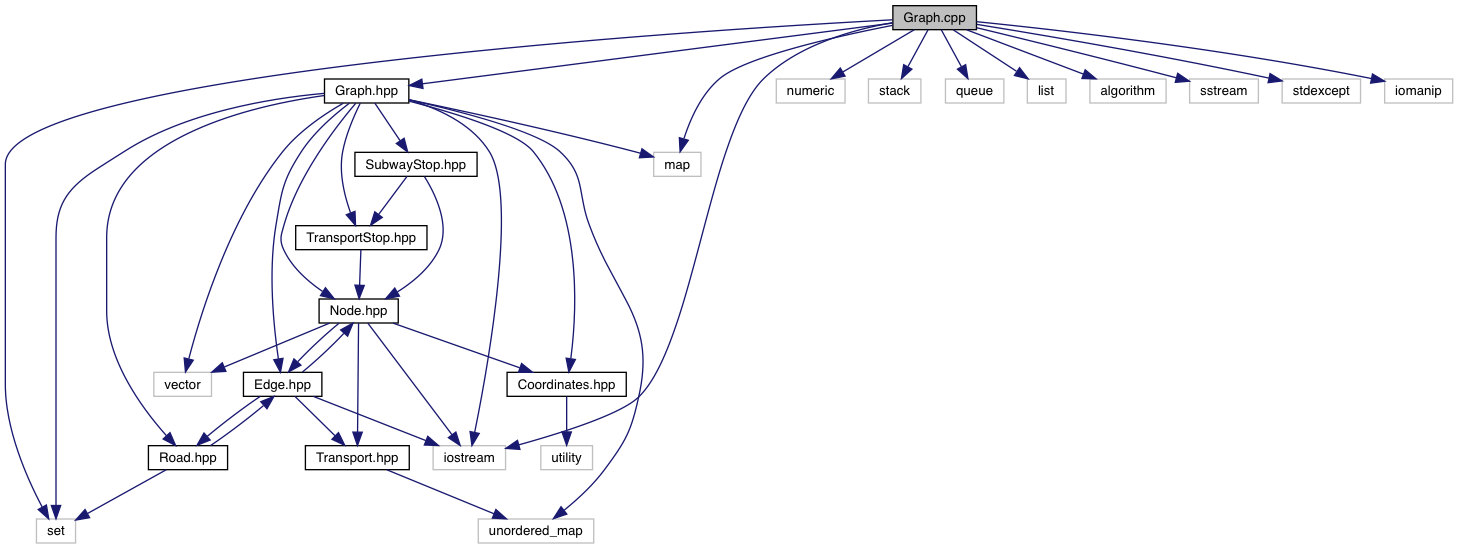 Graph.cpp
Graph.hpp
numeric
stack
queue
list
algorithm
sstream
stdexcept
iomanip
SubwayStop.hpp
map
TransportStop.hpp
Node.hpp
vector
Edge.hpp
Coordinates.hpp
Road.hpp
Transport.hpp
iostream
utility
set
unordered_map